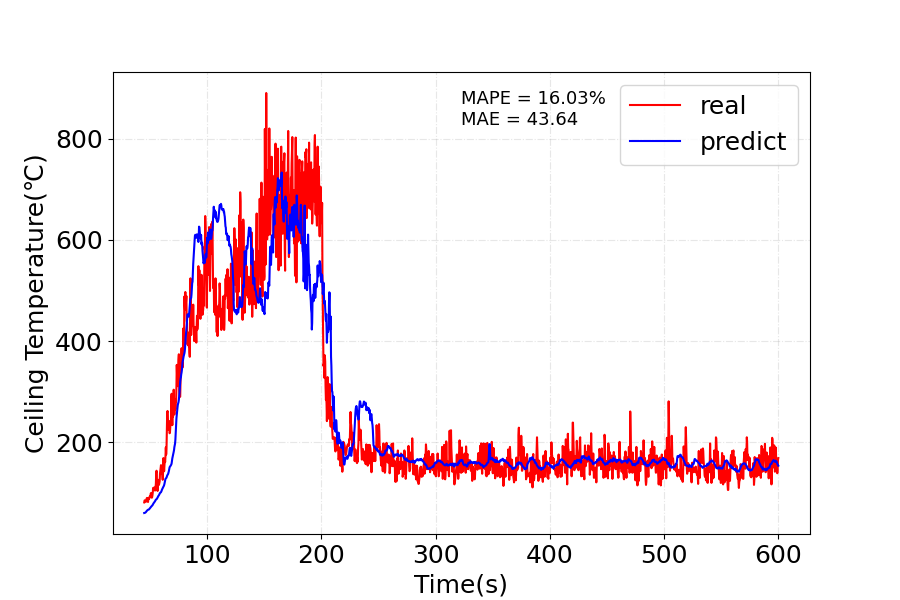 MAPE = 16.03%
MAE = 43.64
real
predict
Ceiling Temperature(℃)
800
600
400
200
100
200
300
400
500
600
Time(s)